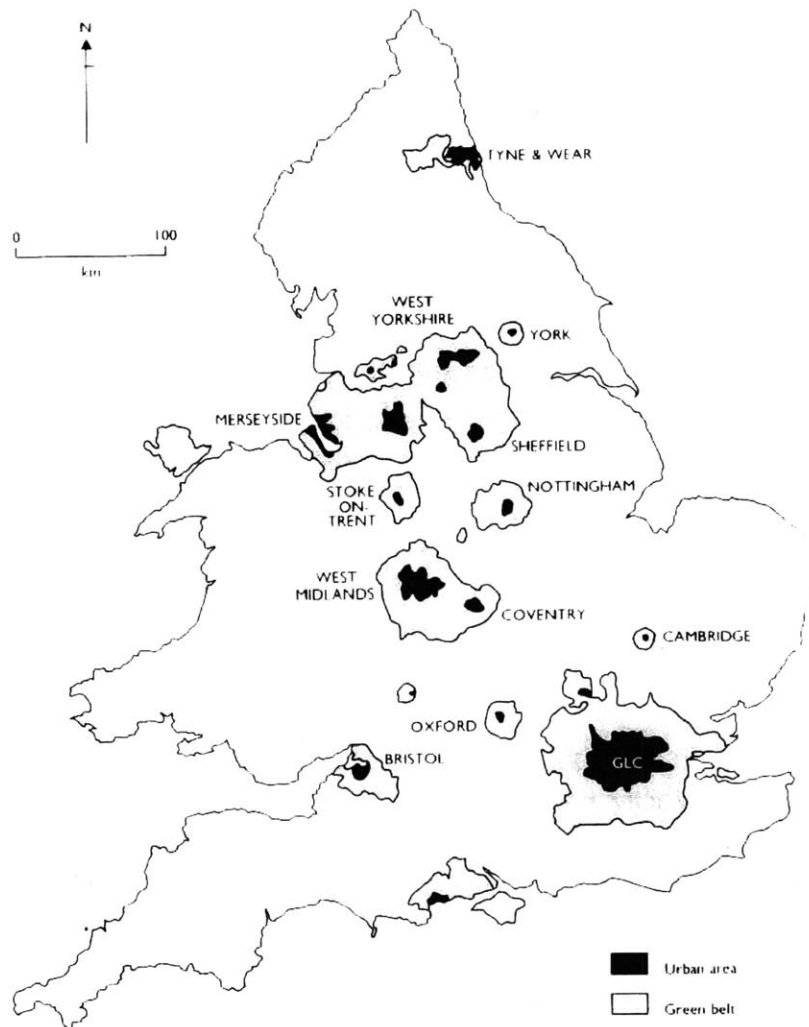 N
TYNE & WEAR
0 100
km
WEST
YORKSHIRE
YORK
MERSEYSIDE
SHEFFIELD
STOKE
ON-
TRENT
NOTTINGHAM
WEST
MIDLANDS
COVENTRY
CAMBRIDGE
OXFORD
GLC
BRISTOL
Urban area
Green belt